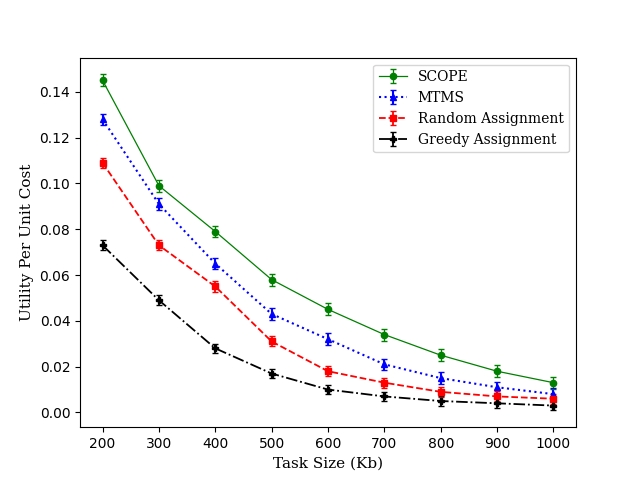 SCOPE
MTMS
Random Assignment
Greedy Assignment
0.14
0.12
0.10
0.08
0.06
0.04
0.02
0.00
Utility Per Unit Cost
200 300 400 500 600 700 800 900 1000
Task Size (Kb)